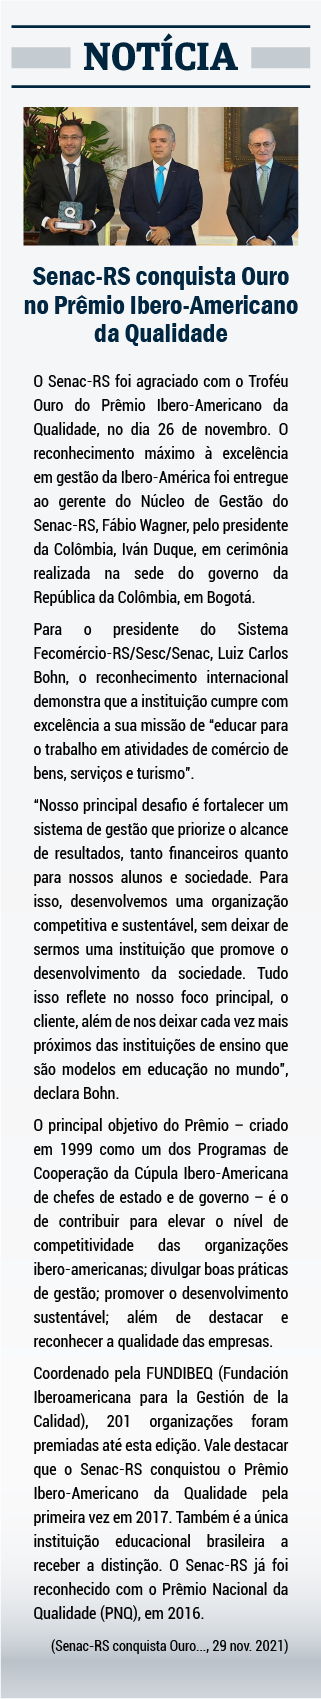 NOTÍCIA
Q
Senac-RS conquista Ouro
no Prêmio Ibero-Americano
da Qualidade
O Senac-RS foi agraciado com o Troféu
Ouro do Prêmio Ibero-Americano da
Qualidade, no dia 26 de novembro. O
reconhecimento máximo à excelência
em gestão da Ibero-América foi entregue
ao gerente do Núcleo de Gestão do
Senac-RS, Fábio Wagner, pelo presidente
da Colômbia, Iván Duque, em cerimônia
realizada na sede do governo da
República da Colômbia, em Bogotá.
Para o presidente do Sistema
Fecomércio-RS/Sesc/Senac, Luiz Carlos
Bohn, o reconhecimento internacional
demonstra que a instituição cumpre com
excelência a sua missão de “educar para
o trabalho em atividades de comércio de
bens, serviços e turismo”.
“Nosso principal desafio é fortalecer um
sistema de gestão que priorize o alcance
de resultados, tanto financeiros quanto
para nossos alunos e sociedade. Para
isso, desenvolvemos uma organização
competitiva e sustentável, sem deixar de
sermos uma instituição que promove o
desenvolvimento da sociedade. Tudo
isso reflete no nosso foco principal, o
cliente, além de nos deixar cada vez mais
próximos das instituições de ensino que
são modelos em educação no mundo”,
declara Bohn.
O principal objetivo do Prêmio – criado
em 1999 como um dos Programas de
Cooperação da Cúpula Ibero-Americana
de chefes de estado e de governo – é o
de contribuir para elevar o nível de
competitividade das organizações
ibero-americanas; divulgar boas práticas
de gestão; promover o desenvolvimento
sustentável; além de destacar e
reconhecer a qualidade das empresas.
Coordenado pela FUNDIBEQ (Fundación
Iberoamericana para la Gestión de la
Calidad), 201 organizações foram
premiadas até esta edição. Vale destacar
que o Senac-RS conquistou o Prêmio
Ibero-Americano da Qualidade pela
primeira vez em 2017. Também é a única
instituição educacional brasileira a
receber a distinção. O Senac-RS já foi
reconhecido com o Prêmio Nacional da
Qualidade (PNQ), em 2016.
(Senac-RS conquista Ouro..., 29 nov. 2021)